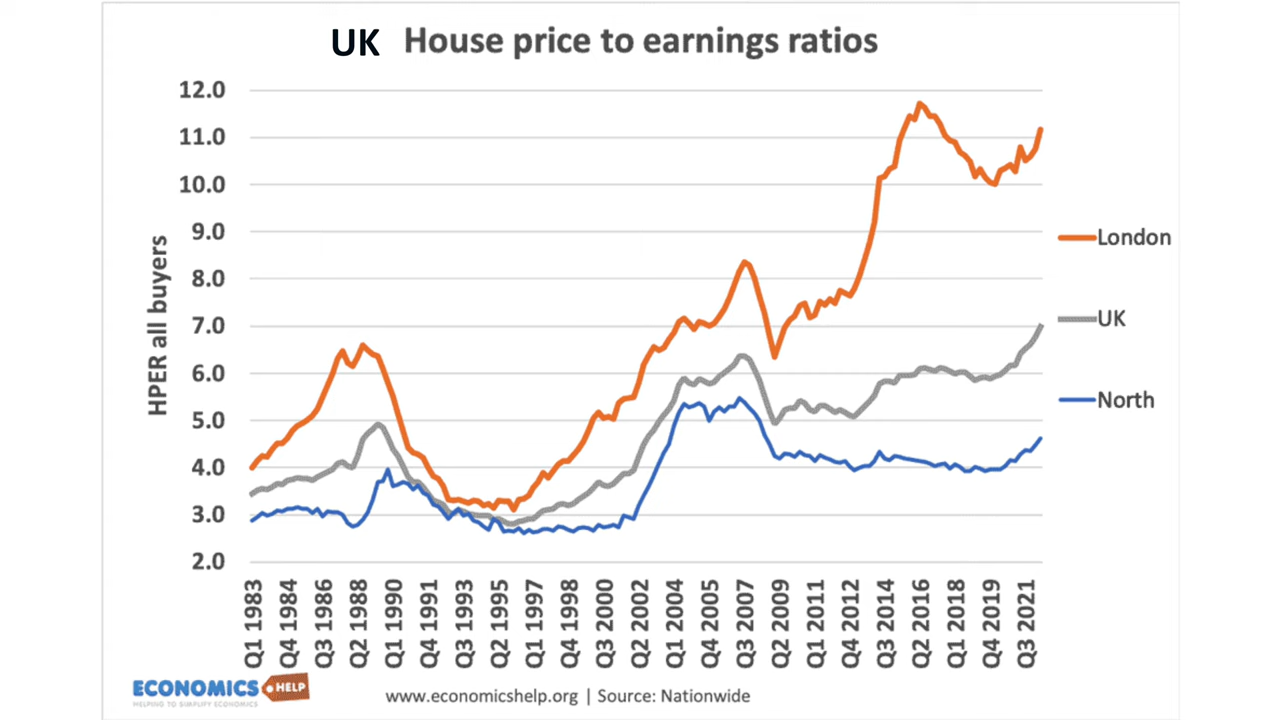 UK House price to earnings ratios
HPER all buyers
12.0
11.0
10.0
9.0
8.0
7.0
6.0
5.0
4.0
3.0
2.0
London
UK
North
Q1 1983
Q4 1984
Q3 1986
Q2 1988
Q1 1990
Q4 1991
Q3 1993
Q2 1995
Q1 1997
Q4 1998
Q3 2000
Q2 2002
Q1 2004
Q4 2005
Q3 2007
Q2 2009
Q1 2011
Q4 2012
Q3 2014
Q2 2016
Q1 2018
Q4 2019
Q3 2021
ECONOMICS HELP
HELPING TO SIMPLIFY ECONOMICS
www.economicshelp.org | Source: Nationwide